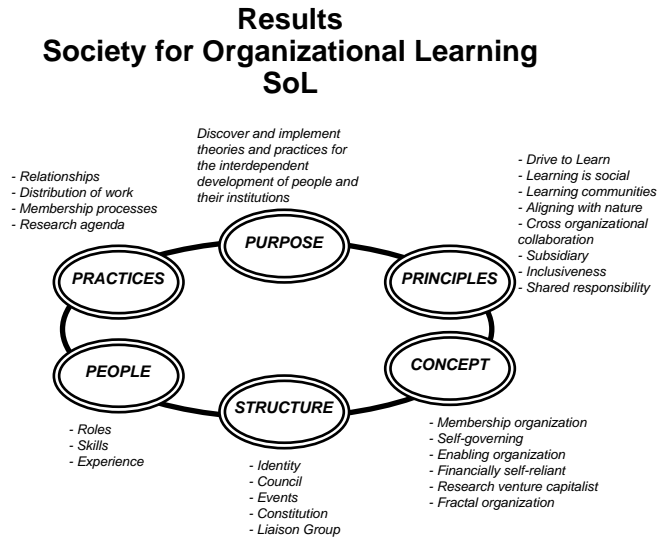 Results
Society for Organizational Learning
SoL
Discover and implement
theories and practices for
the interdependent
development of people and
their institutions
- Relationships
- Distribution of work
- Membership processes
- Research agenda
- Drive to Learn
- Learning is social
- Learning communities
- Aligning with nature
- Cross organizational
collaboration
- Subsidiary
- Inclusiveness
- Shared responsibility
PURPOSE
PRACTICES
PRINCIPLES
PEOPLE
CONCEPT
STRUCTURE
- Roles
- Skills
- Experience
- Identity
- Council
- Events
- Constitution
- Liaison Group
- Membership organization
- Self-governing
- Enabling organization
- Financially self-reliant
- Research venture capitalist
- Fractal organization